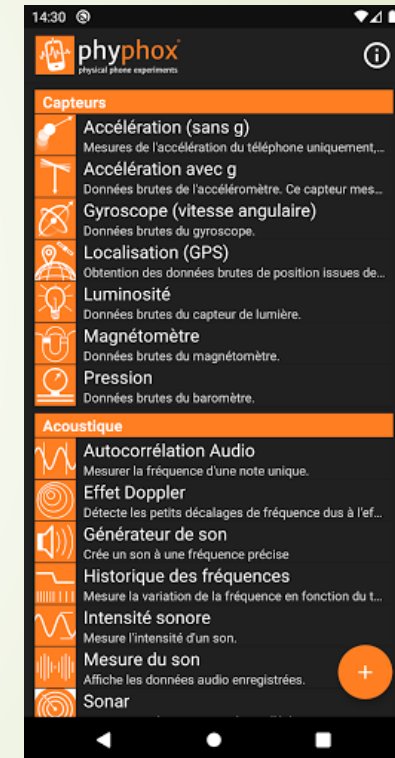 14:30
phyphox
physical phone experiments
Capteurs
Accélération (sans g)
Mesures de l'accélération du téléphone uniquement,...
Accélération avec g
Données brutes de l'accéléromètre. Ce capteur mes...
Gyroscope (vitesse angulaire)
Données brutes du gyroscope.
Localisation (GPS)
Obtention des données brutes de position issues de...
Luminosité
Données brutes du capteur de lumière.
Magnétomètre
Données brutes du magnétomètre.
Pression
Données brutes du baromètre.
Acoustique
Autocorrélation Audio
Mesurer la fréquence d'une note unique.
Effet Doppler
Détecte les petits décalages de fréquence dus à l'ef...
Générateur de son
Crée un son à une fréquence précise
Historique des fréquences
Mesure la variation de la fréquence en fonction du t...
Intensité sonore
Mesure l'intensité d'un son.
Mesure du son
Affiche les données audio enregistrées.
Sonar